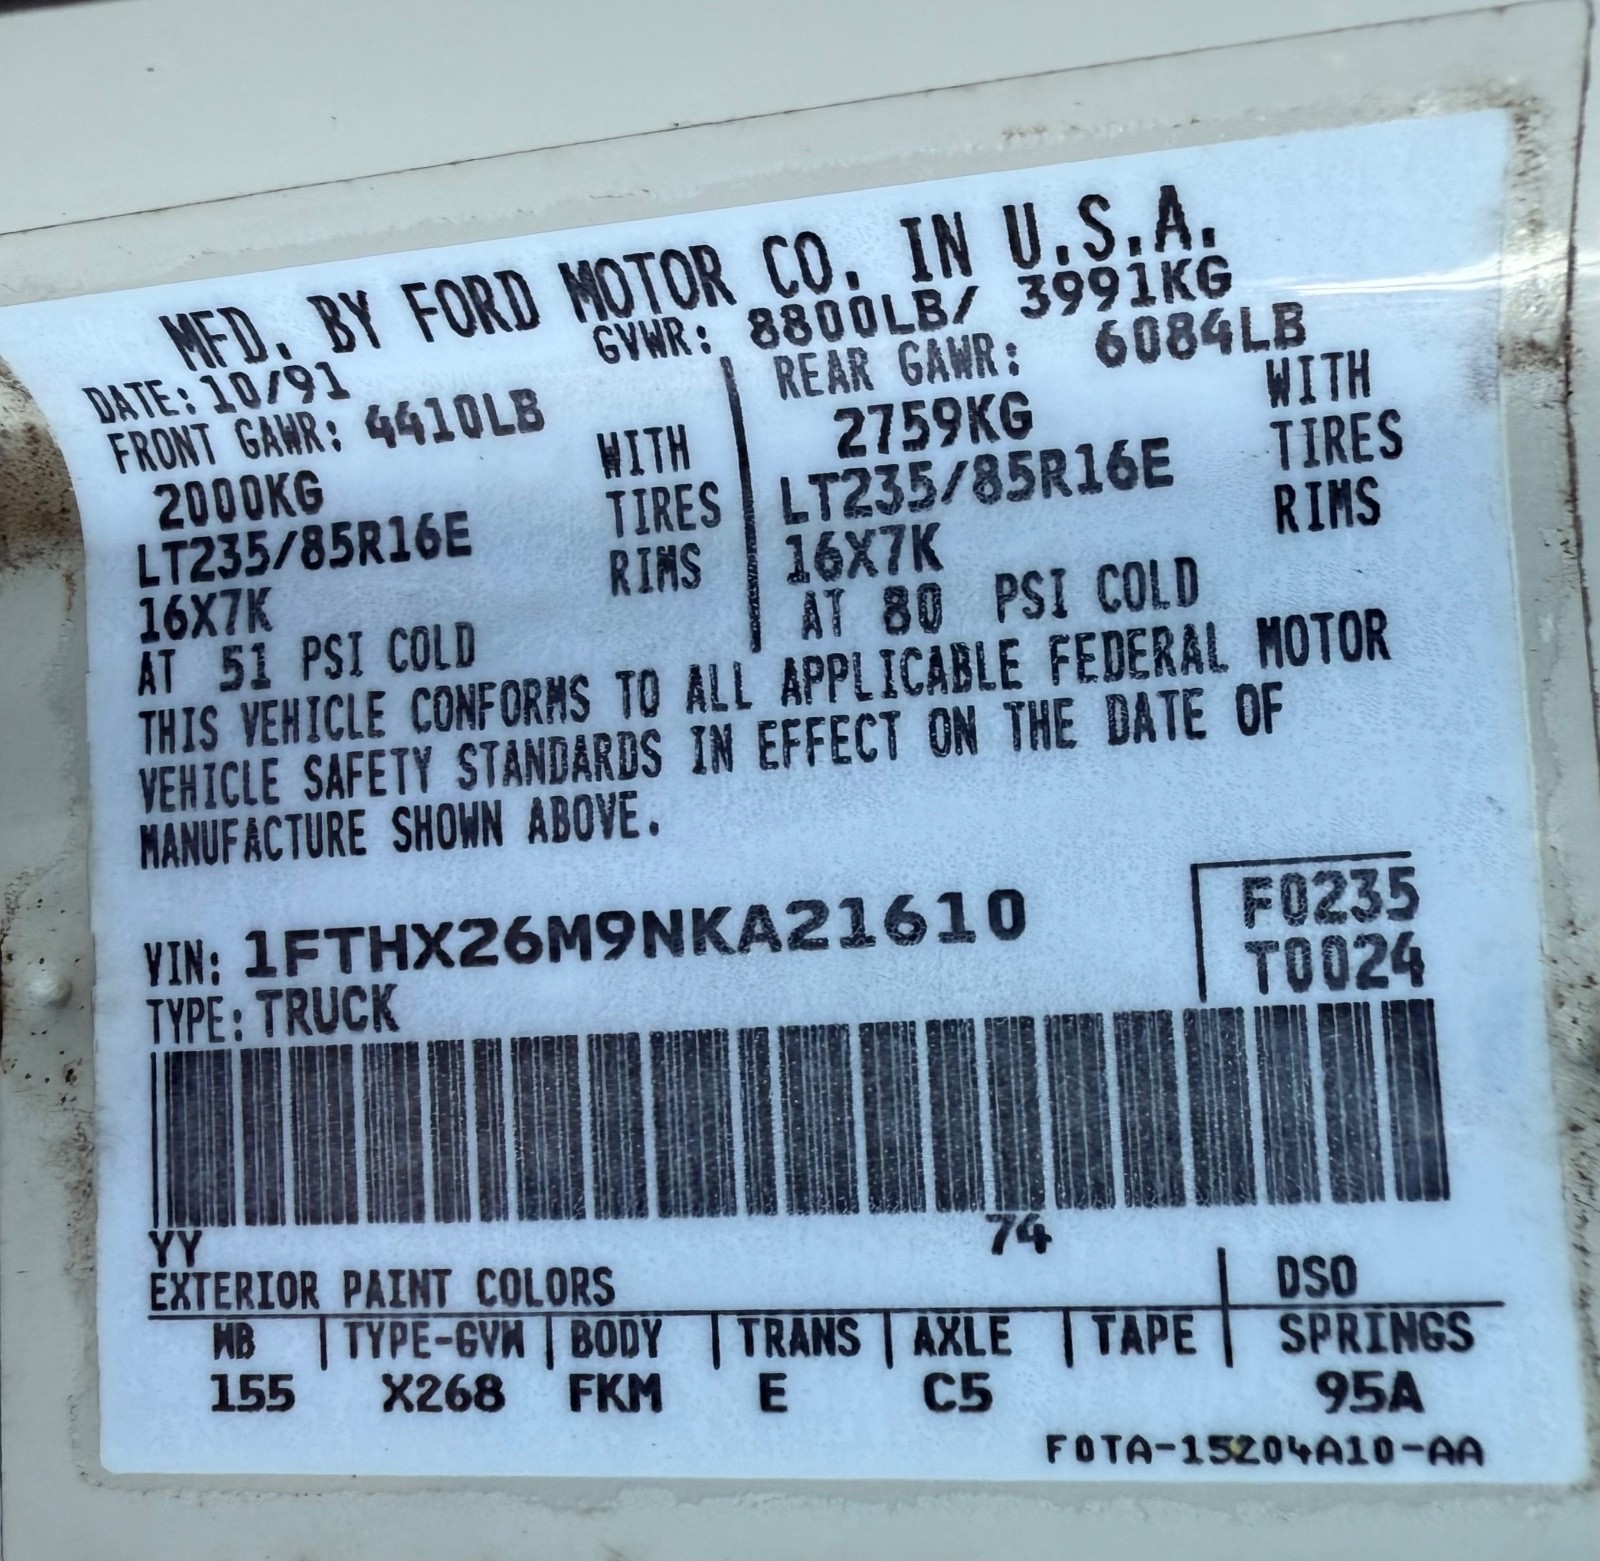 MFD. BY FORD MOTOR CO. IN U.S.A.
DATE: 10/91 GVWR: 8800LB/ 3991KG
FRONT GAWR: 4410LB REAR GAWR: 6084LB
2000KG WITH 2759KG WITH
LT235/85R16E TIRES LT235/85R16E TIRES
16X7K RIMS 16X7K RIMS
AT 51 PSI COLD AT 80 PSI COLD
THIS VEHICLE CONFORMS TO ALL APPLICABLE FEDERAL MOTOR
VEHICLE SAFETY STANDARDS IN EFFECT ON THE DATE OF
MANUFACTURE SHOWN ABOVE.
VIN: 1FTHX26M9NKA21610 F0235
TYPE: TRUCK T0024
YY 74
EXTERIOR PAINT COLORS DSO
WB TYPE-GVW BODY TRANS AXLE TAPE SPRINGS
155 X268 FKM E C5 95A
F0TA-15204A10-AA